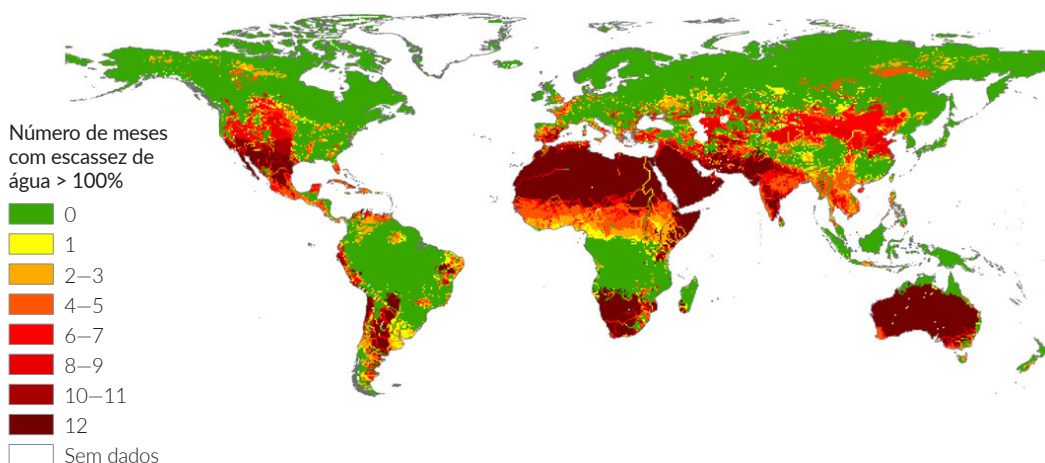 Número de meses
com escassez de
água > 100%
0
1
2—3
4—5
6—7
8—9
10—11
12
Sem dados